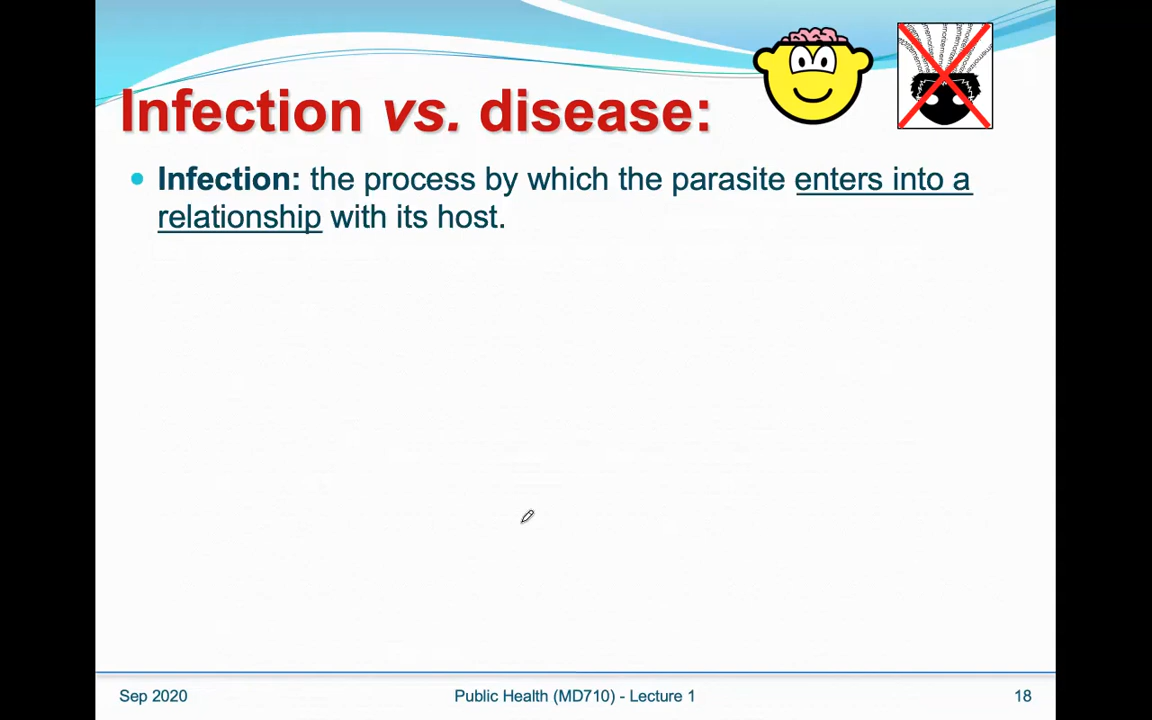 Infection vs. disease:
• Infection: the process by which the parasite enters into a
relationship with its host.
Sep 2020
Public Health (MD710) - Lecture 1
18